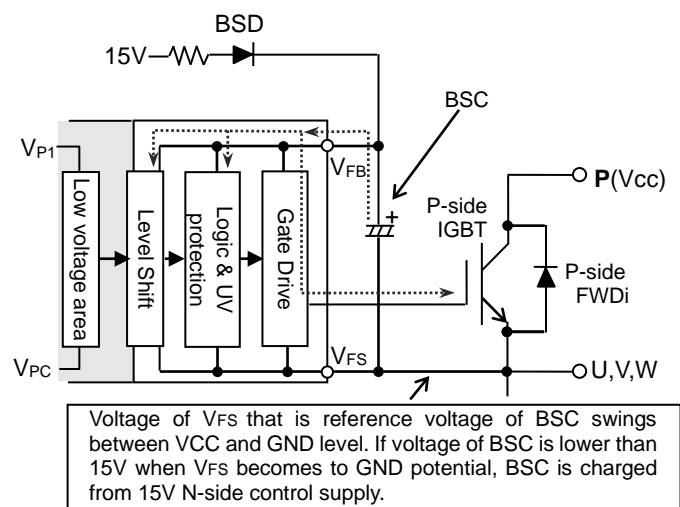 BSD
15V
BSC
VP1
VFB
+
P(Vcc)
P-side
IGBT
Low voltage area
Level Shift
Logic & UV
protection
Gate Drive
P-side
FWDi
VPC
VFS
U,V,W
Voltage of VFS that is reference voltage of BSC swings
between VCC and GND level. If voltage of BSC is lower than
15V when VFS becomes to GND potential, BSC is charged
from 15V N-side control supply.